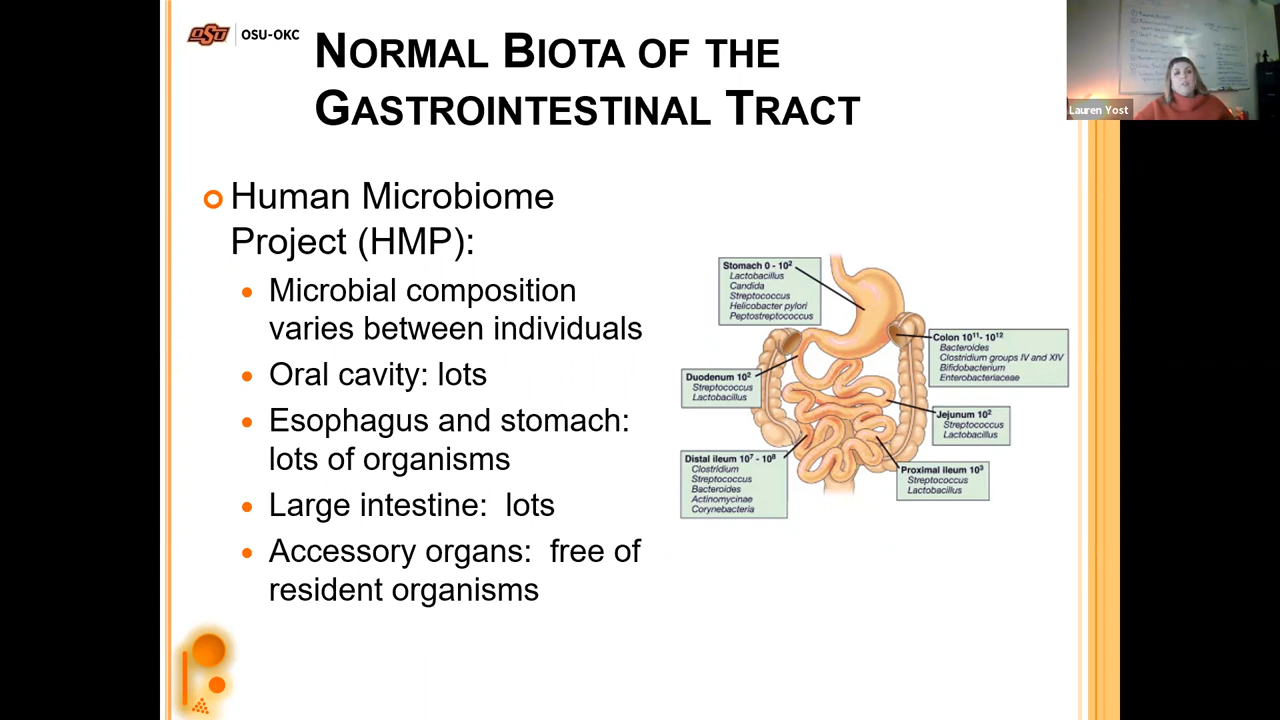 OSU OSU-OKC
NORMAL BIOTA OF THE
GASTROINTESTINAL TRACT
Lauren Yost
Human Microbiome
Project (HMP):
Microbial composition
varies between individuals
Oral cavity: lots
Esophagus and stomach:
lots of organisms
Large intestine: lots
Accessory organs: free of
resident organisms
Stomach 0 - 10²
Lactobacillus
Candida
Streptococcus
Helicobacter pylori
Peptostreptococcus
Colon 10¹¹- 10¹²
Bacteroides
Clostridium groups IV and XIV
Bifidobacterium
Enterobacteriaceae
Duodenum 10²
Streptococcus
Lactobacillus
Jejunum 10²
Streptococcus
Lactobacillus
Distal ileum 10⁷ - 10⁸
Clostridium
Streptococcus
Bacteroides
Actinomycinae
Corynebacteria
Proximal ileum 10³
Streptococcus
Lactobacillus